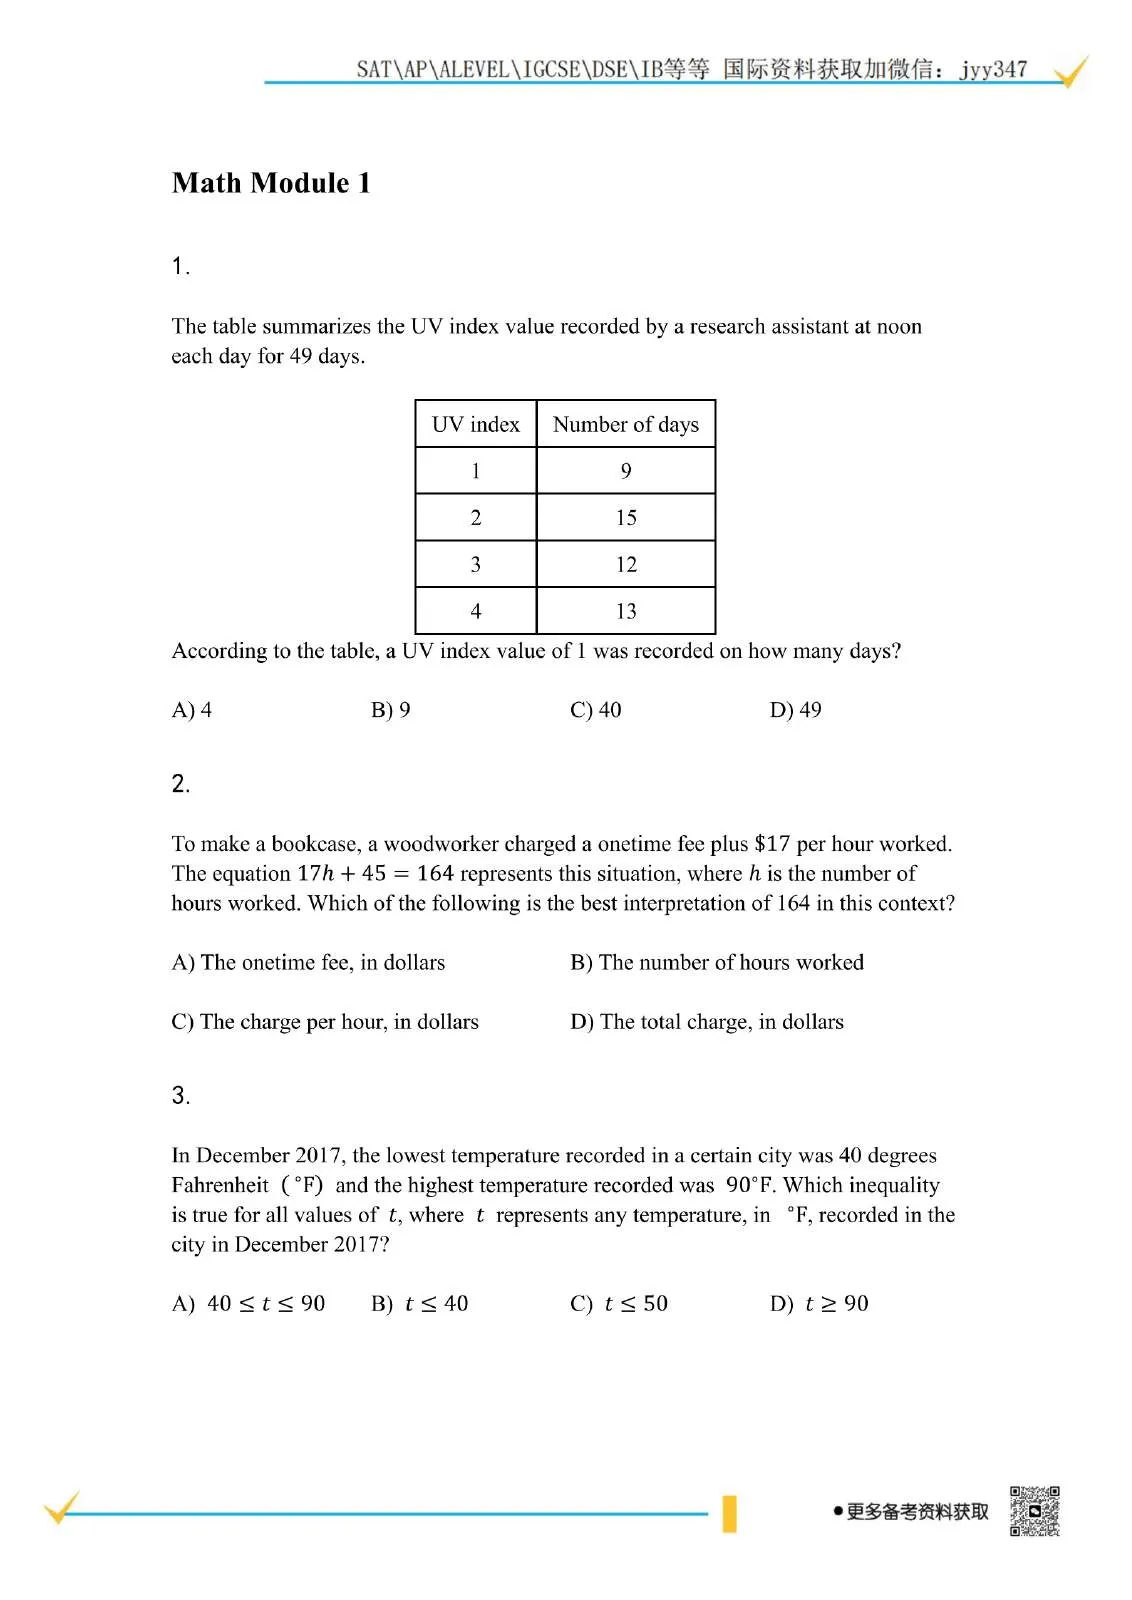 SAT\AP\ALEVEL\IGCSE\DSE\IB等等 国际资料获取加微信：jyy347
Math Module 1
1.
The table summarizes the UV index value recorded by a research assistant at noon
each day for 49 days.
UV index Number of days
1 9
2 15
3 12
4 13
According to the table, a UV index value of 1 was recorded on how many days?
A) 4 B) 9 C) 40 D) 49
2.
To make a bookcase, a woodworker charged a onetime fee plus $17 per hour worked.
The equation 17h + 45 = 164 represents this situation, where h is the number of
hours worked. Which of the following is the best interpretation of 164 in this context?
A) The onetime fee, in dollars B) The number of hours worked
C) The charge per hour, in dollars D) The total charge, in dollars
3.
In December 2017, the lowest temperature recorded in a certain city was 40 degrees
Fahrenheit (°F) and the highest temperature recorded was 90°F. Which inequality
is true for all values of t, where t represents any temperature, in °F, recorded in the
city in December 2017?
A) 40 ≤ t ≤ 90 B) t ≤ 40 C) t ≤ 50 D) t ≥ 90
●更多备考资料获取